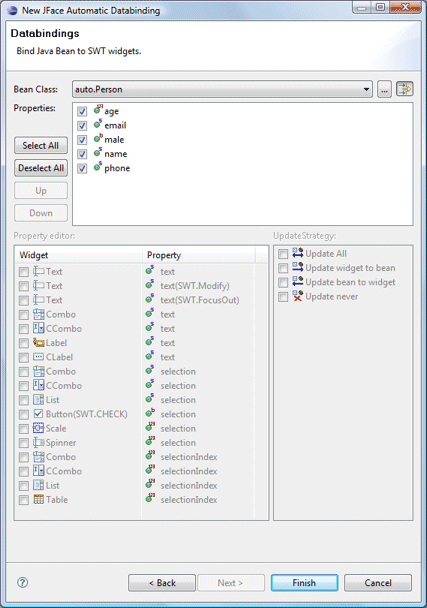 New JFace Automatic Databinding
Databindings
Bind Java Bean to SWT widgets.
Bean Class: auto.Person ...
Properties:
age
email
male
name
phone
Select All
Deselect All
Up
Down
Property editor:
Widget Property
Text text
Text text(SWT.Modify)
Text text(SWT.FocusOut)
Combo text
CCombo text
Label text
CLabel text
Combo selection
CCombo selection
List selection
Button(SWT.CHECK) selection
Scale selection
Spinner selection
Combo selectionIndex
CCombo selectionIndex
List selectionIndex
Table selectionIndex
UpdateStrategy:
Update All
Update widget to bean
Update bean to widget
Update never
< Back Next > Finish Cancel